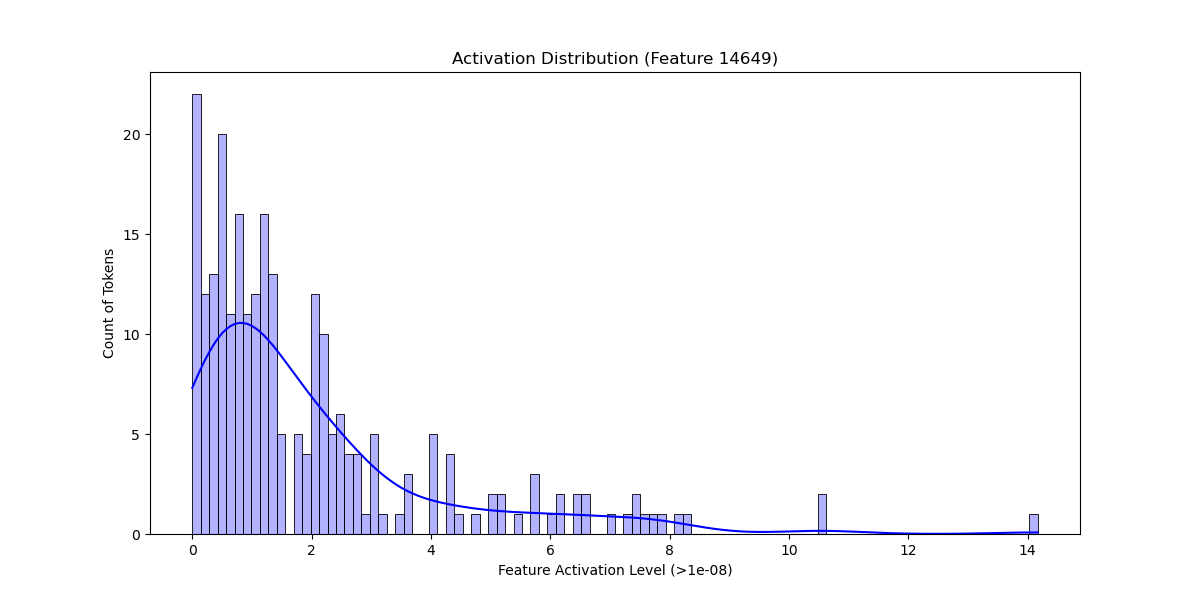 Activation Distribution (Feature 14649)
Count of Tokens
20
15
10
5
0
0 2 4 6 8 10 12 14
Feature Activation Level (>1e-08)